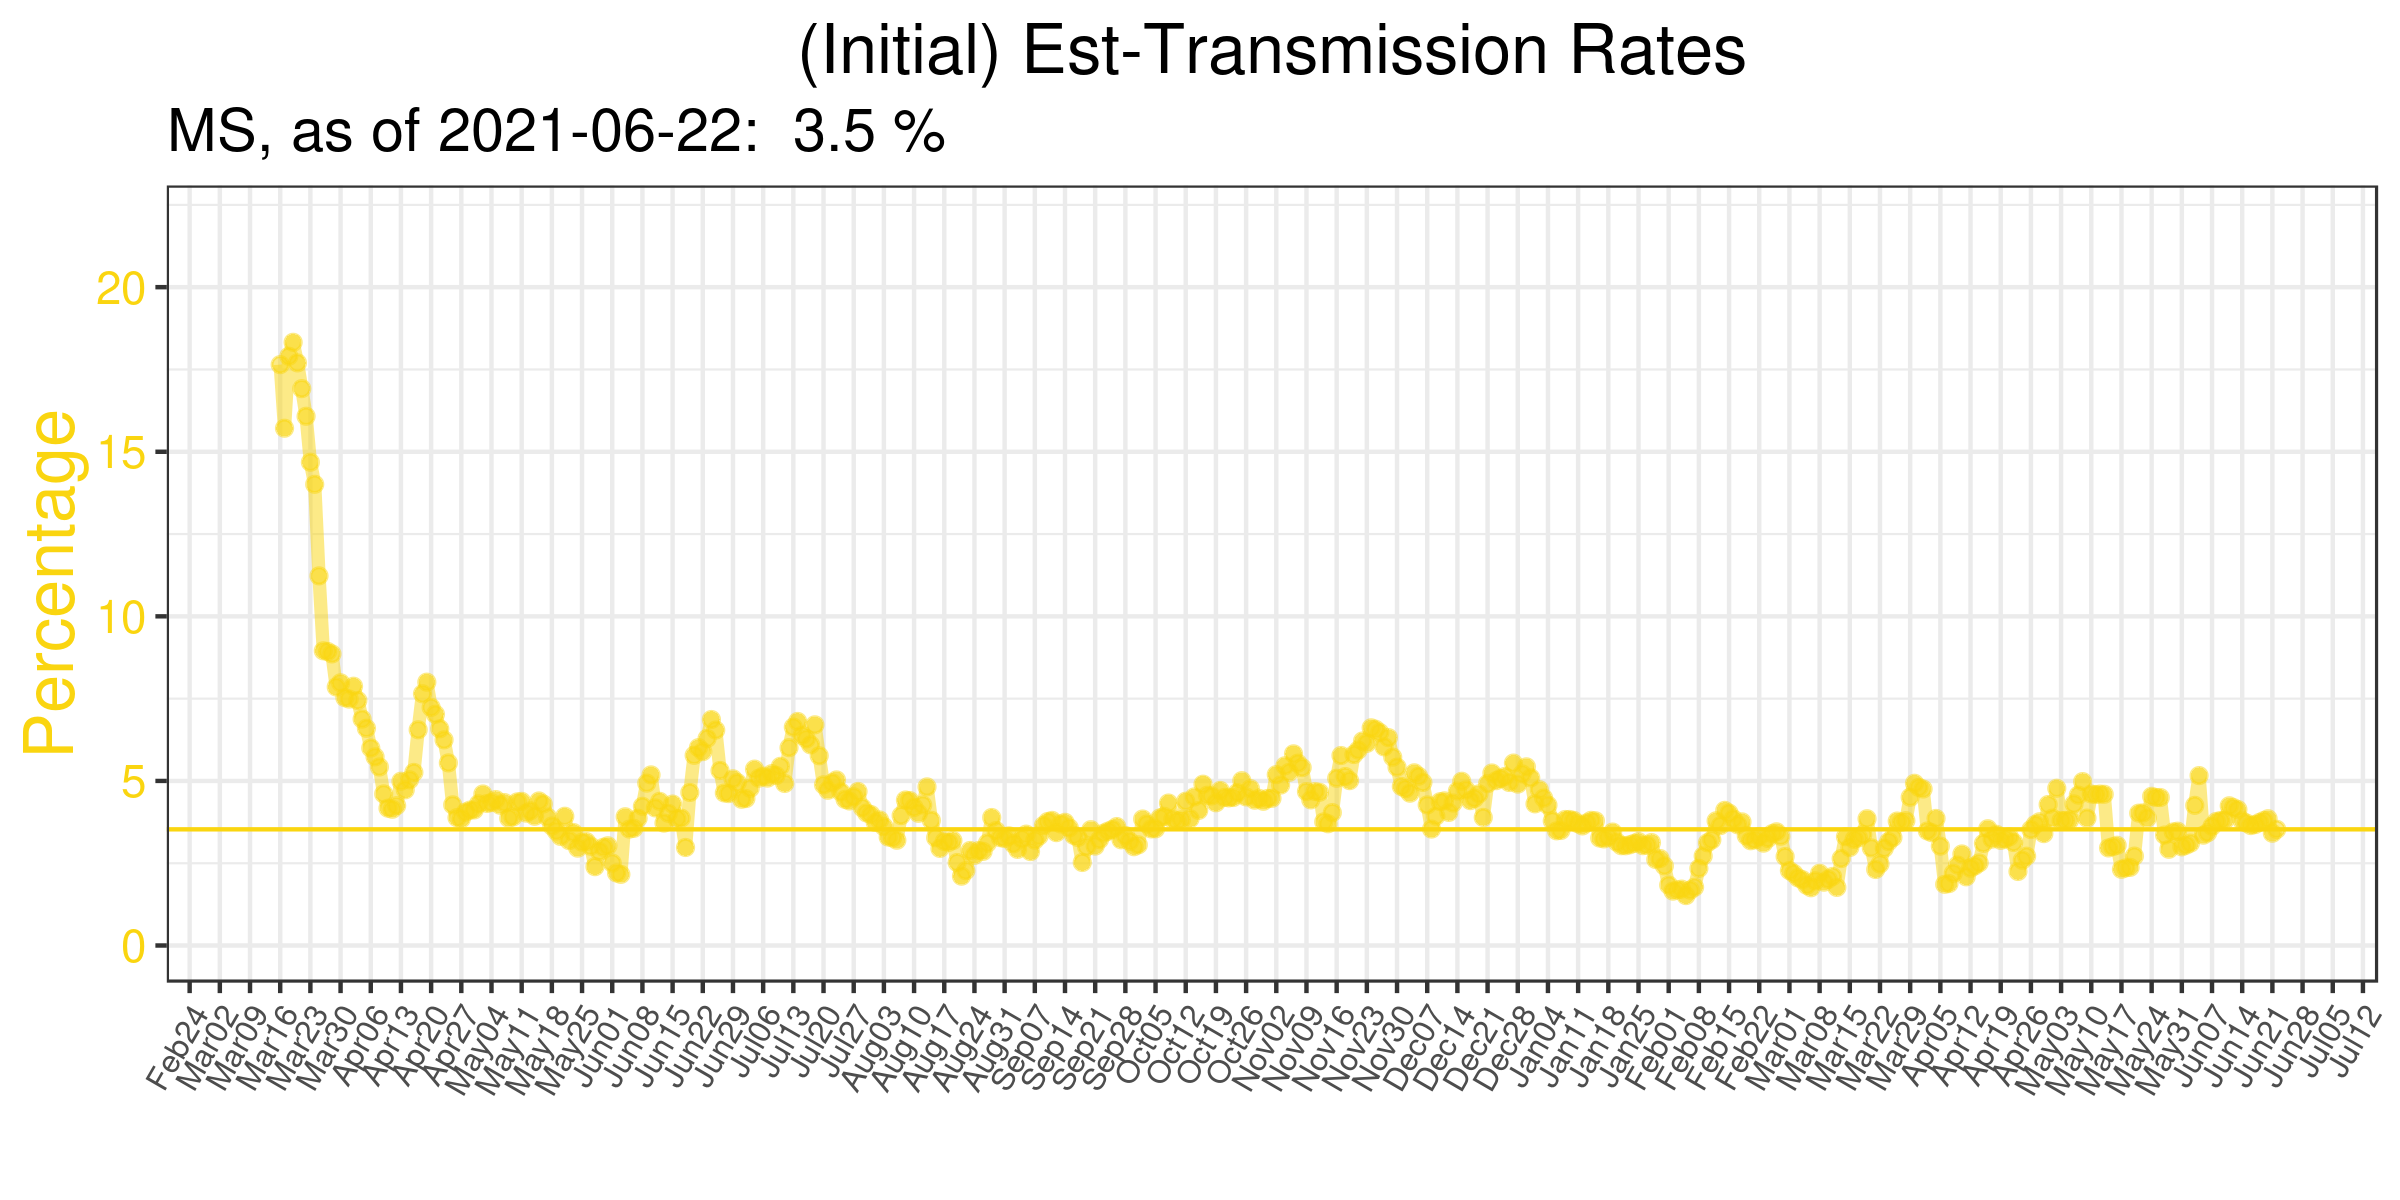 (Initial) Est-Transmission Rates
MS, as of 2021-06-22: 3.5 %
Percentage
20
15
10
5
0
Feb24
Mar02
Mar09
Mar16
Mar23
Mar30
Apr06
Apr13
Apr20
Apr27
May04
May11
May18
May25
Jun01
Jun08
Jun15
Jun22
Jun29
Jul06
Jul13
Jul20
Jul27
Aug03
Aug10
Aug17
Aug24
Aug31
Sep07
Sep14
Sep21
Sep28
Oct05
Oct12
Oct19
Oct26
Nov02
Nov09
Nov16
Nov23
Nov30
Dec07
Dec14
Dec21
Dec28
Jan04
Jan11
Jan18
Jan25
Feb01
Feb08
Feb15
Feb22
Mar01
Mar08
Mar15
Mar22
Mar29
Apr05
Apr12
Apr19
Apr26
May03
May10
May17
May24
May31
Jun07
Jun14
Jun21
Jun28
Jul05
Jul12